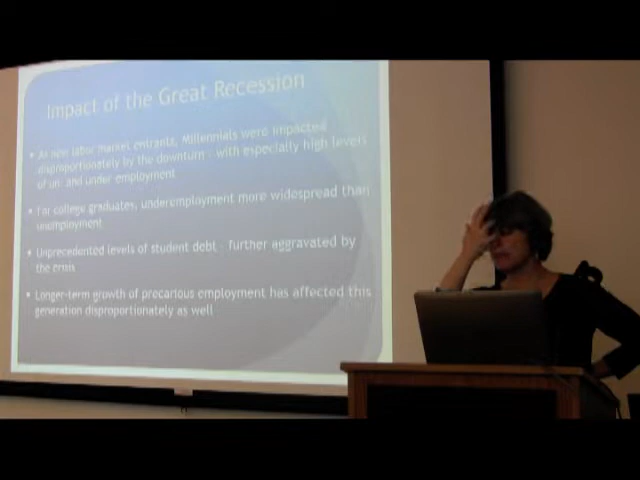 Impact of the Great Recession
• As new labor market entrants, Millennials were impacted
disproportionately by the downturn – with especially high levels
of un- and under employment
• For college graduates, underemployment more widespread than
unemployment
• Unprecedented levels of student debt – further aggravated by
the crisis
• Longer-term growth of precarious employment has affected this
generation disproportionately as well